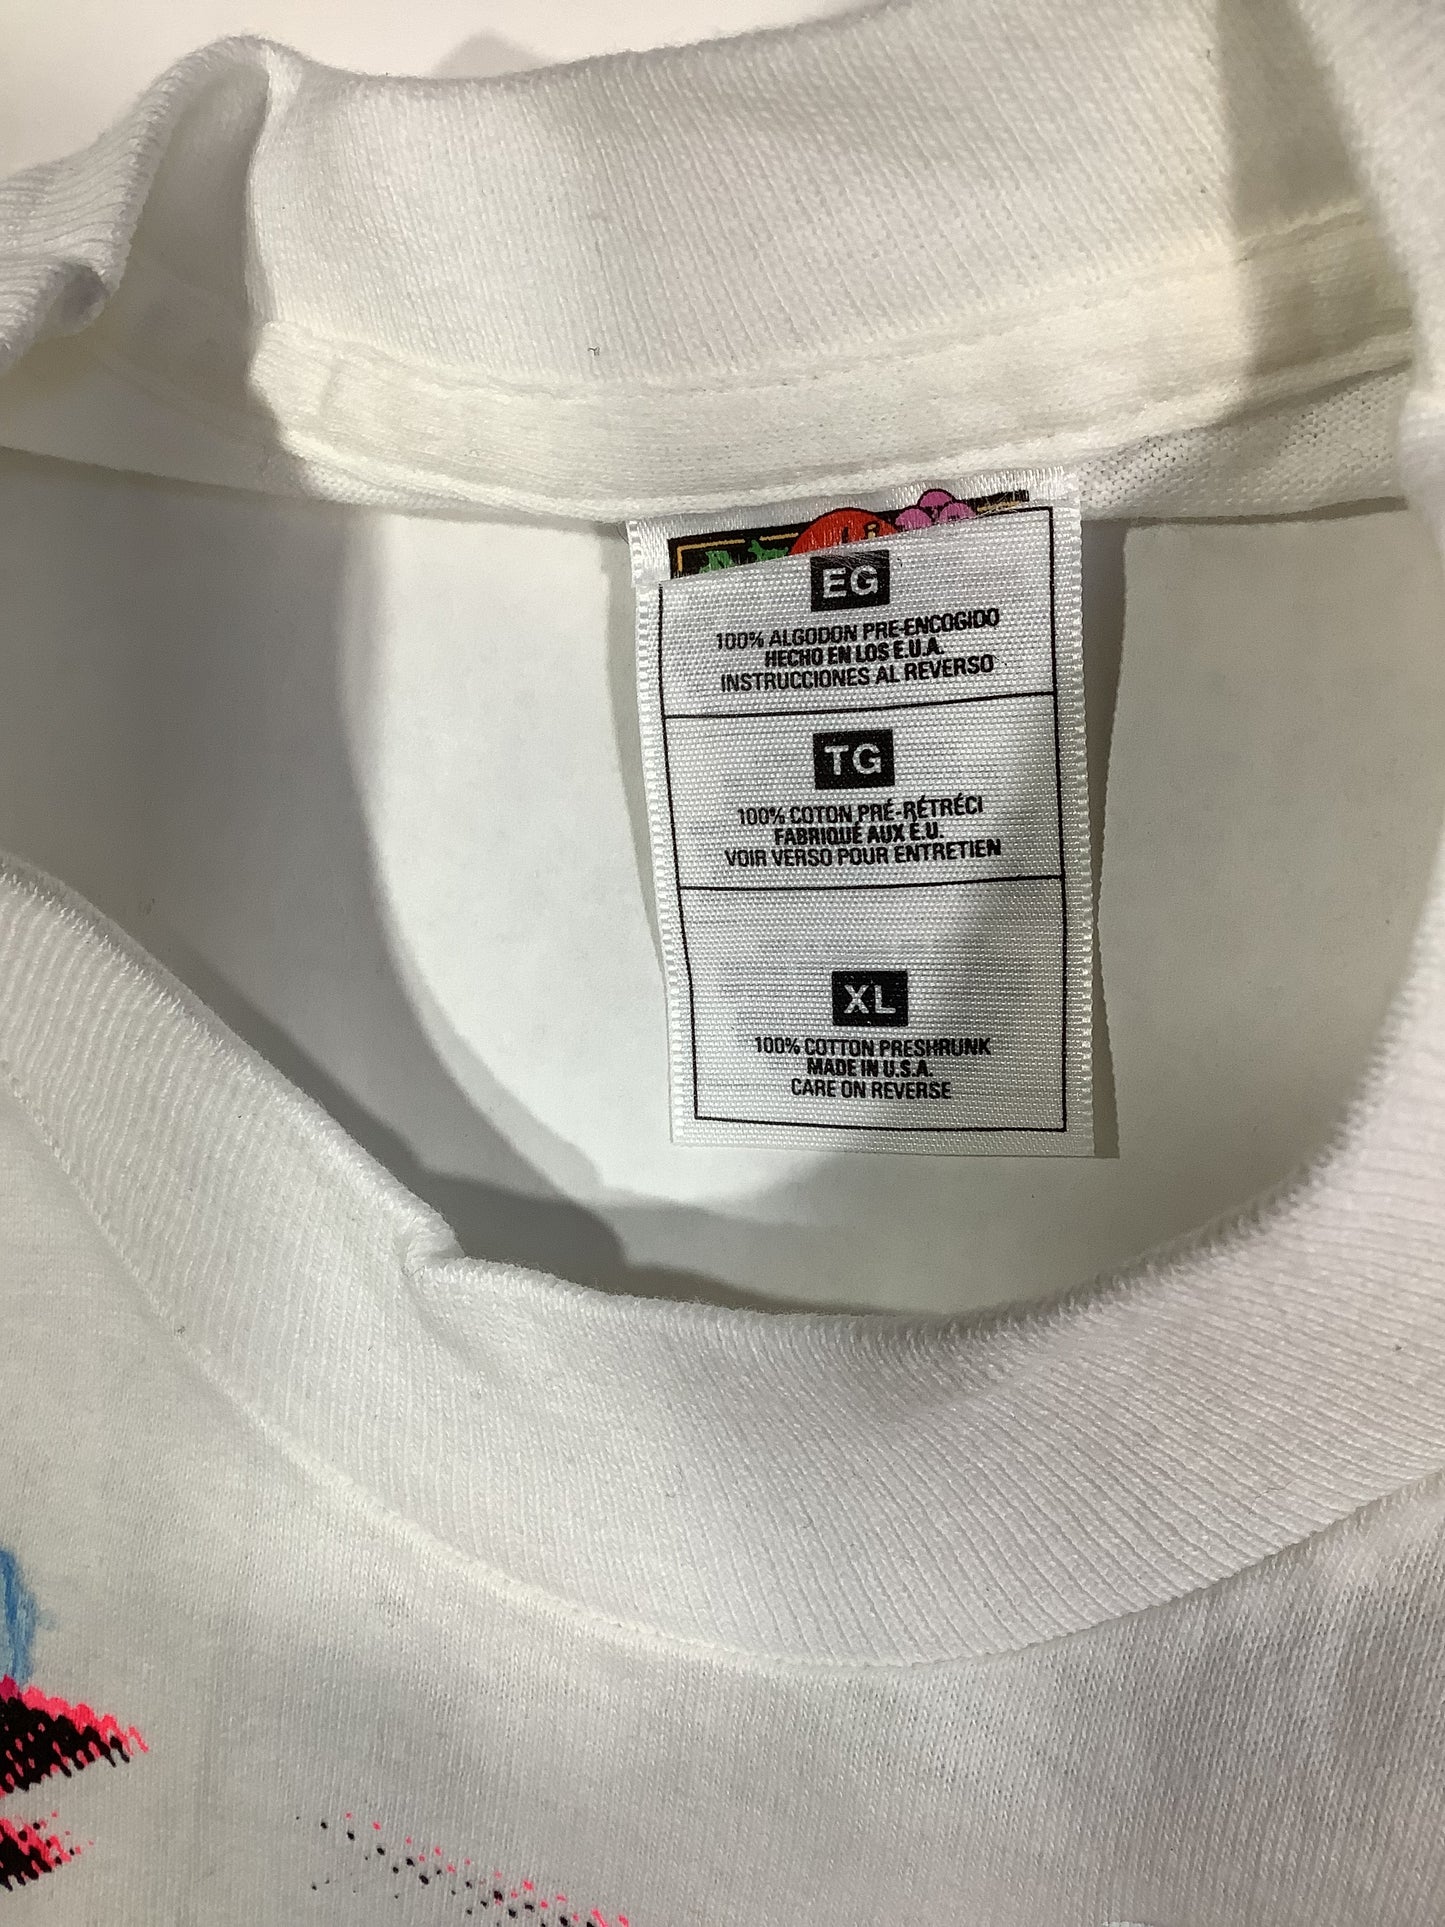 EG
100% ALGODON PRE-ENCOGIDO
HECHO EN LOS E.U.A.
INSTRUCCIONES AL REVERSO
TG
100% COTON PRÉ-RÉTRÉCI
FABRIQUÉ AUX É.U.
VOIR VERSO POUR ENTRETIEN
XL
100% COTTON PRESHRUNK
MADE IN U.S.A.
CARE ON REVERSE